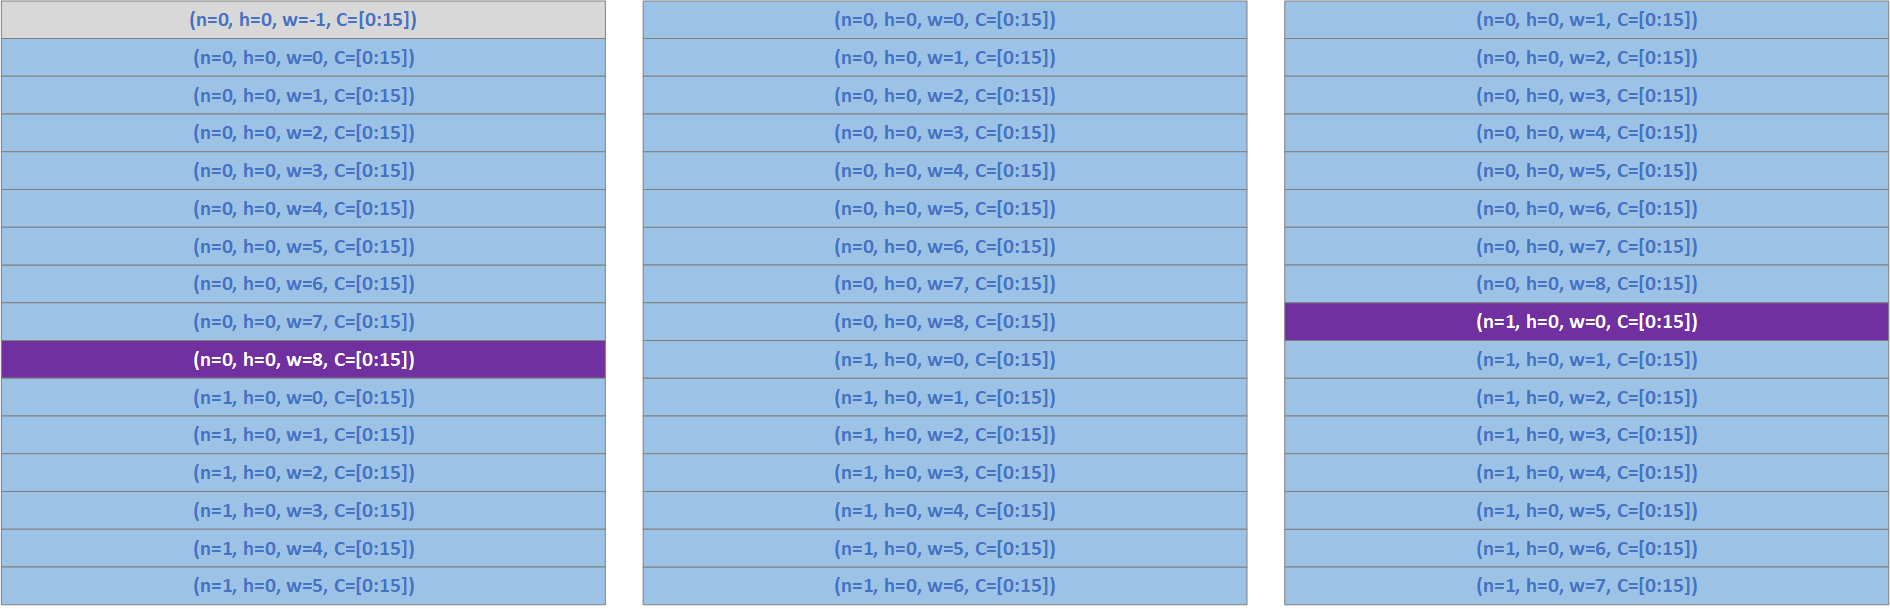 (n=0, h=0, w=-1, C=[0:15])
(n=0, h=0, w=0, C=[0:15])
(n=0, h=0, w=1, C=[0:15])
(n=0, h=0, w=2, C=[0:15])
(n=0, h=0, w=3, C=[0:15])
(n=0, h=0, w=4, C=[0:15])
(n=0, h=0, w=5, C=[0:15])
(n=0, h=0, w=6, C=[0:15])
(n=0, h=0, w=7, C=[0:15])
(n=0, h=0, w=8, C=[0:15])
(n=1, h=0, w=0, C=[0:15])
(n=1, h=0, w=1, C=[0:15])
(n=1, h=0, w=2, C=[0:15])
(n=1, h=0, w=3, C=[0:15])
(n=1, h=0, w=4, C=[0:15])
(n=1, h=0, w=5, C=[0:15])
(n=0, h=0, w=0, C=[0:15])
(n=0, h=0, w=1, C=[0:15])
(n=0, h=0, w=2, C=[0:15])
(n=0, h=0, w=3, C=[0:15])
(n=0, h=0, w=4, C=[0:15])
(n=0, h=0, w=5, C=[0:15])
(n=0, h=0, w=6, C=[0:15])
(n=0, h=0, w=7, C=[0:15])
(n=0, h=0, w=8, C=[0:15])
(n=1, h=0, w=0, C=[0:15])
(n=1, h=0, w=1, C=[0:15])
(n=1, h=0, w=2, C=[0:15])
(n=1, h=0, w=3, C=[0:15])
(n=1, h=0, w=4, C=[0:15])
(n=1, h=0, w=5, C=[0:15])
(n=1, h=0, w=6, C=[0:15])
(n=0, h=0, w=1, C=[0:15])
(n=0, h=0, w=2, C=[0:15])
(n=0, h=0, w=3, C=[0:15])
(n=0, h=0, w=4, C=[0:15])
(n=0, h=0, w=5, C=[0:15])
(n=0, h=0, w=6, C=[0:15])
(n=0, h=0, w=7, C=[0:15])
(n=0, h=0, w=8, C=[0:15])
(n=1, h=0, w=0, C=[0:15])
(n=1, h=0, w=1, C=[0:15])
(n=1, h=0, w=2, C=[0:15])
(n=1, h=0, w=3, C=[0:15])
(n=1, h=0, w=4, C=[0:15])
(n=1, h=0, w=5, C=[0:15])
(n=1, h=0, w=6, C=[0:15])
(n=1, h=0, w=7, C=[0:15])